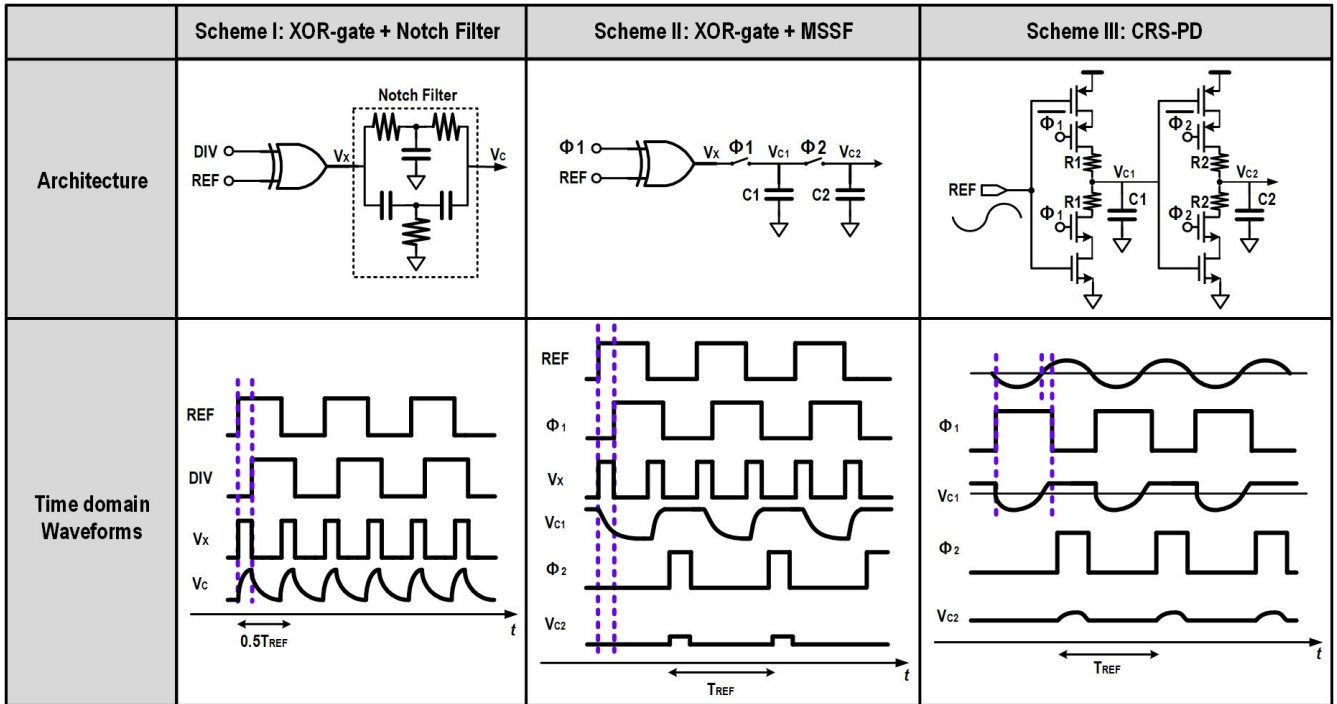 Scheme I: XOR-gate + Notch Filter
Scheme II: XOR-gate + MSSF
Scheme III: CRS-PD
Architecture
Notch Filter
DIV
REF
VX
VC
Φ1
REF
VX
Φ1
VC1
Φ2
VC2
C1
C2
REF
Φ1
R1
VC1
R1
C1
Φ1
Φ2
R2
VC2
R2
C2
Φ2
Time domain
Waveforms
REF
DIV
VX
VC
0.5TREF
t
REF
Φ1
VX
VC1
Φ2
VC2
TREF
t
Φ1
VC1
Φ2
VC2
TREF
t